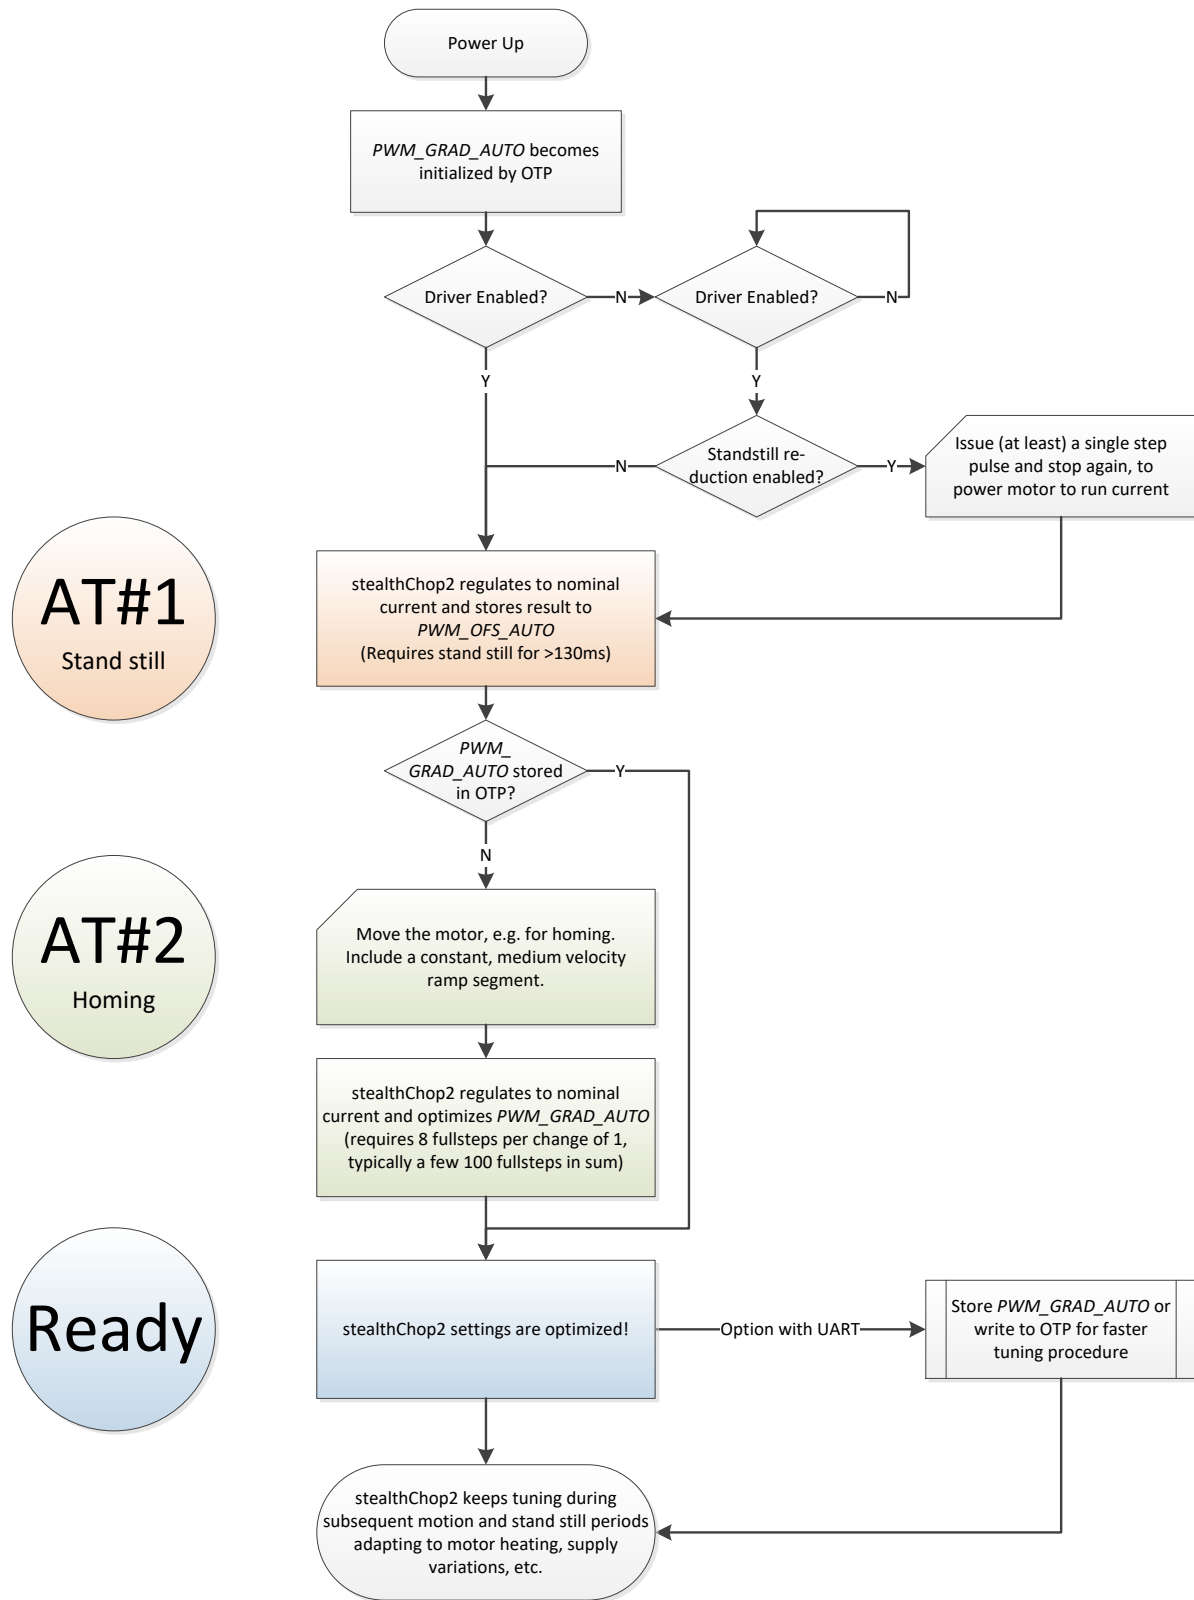 Power Up
PWM_GRAD_AUTO becomes
initialized by OTP
Driver Enabled?
N
Driver Enabled?
N
Y
Y
Standstill re-
duction enabled?
N
Y
Issue (at least) a single step
pulse and stop again, to
power motor to run current
AT#1
Stand still
stealthChop2 regulates to nominal
current and stores result to
PWM_OFS_AUTO
(Requires stand still for >130ms)
PWM_
GRAD_AUTO stored
in OTP?
Y
N
AT#2
Homing
Move the motor, e.g. for homing.
Include a constant, medium velocity
ramp segment.
stealthChop2 regulates to nominal
current and optimizes PWM_GRAD_AUTO
(requires 8 fullsteps per change of 1,
typically a few 100 fullsteps in sum)
Ready
stealthChop2 settings are optimized!
Option with UART
Store PWM_GRAD_AUTO or
write to OTP for faster
tuning procedure
stealthChop2 keeps tuning during
subsequent motion and stand still periods
adapting to motor heating, supply
variations, etc.